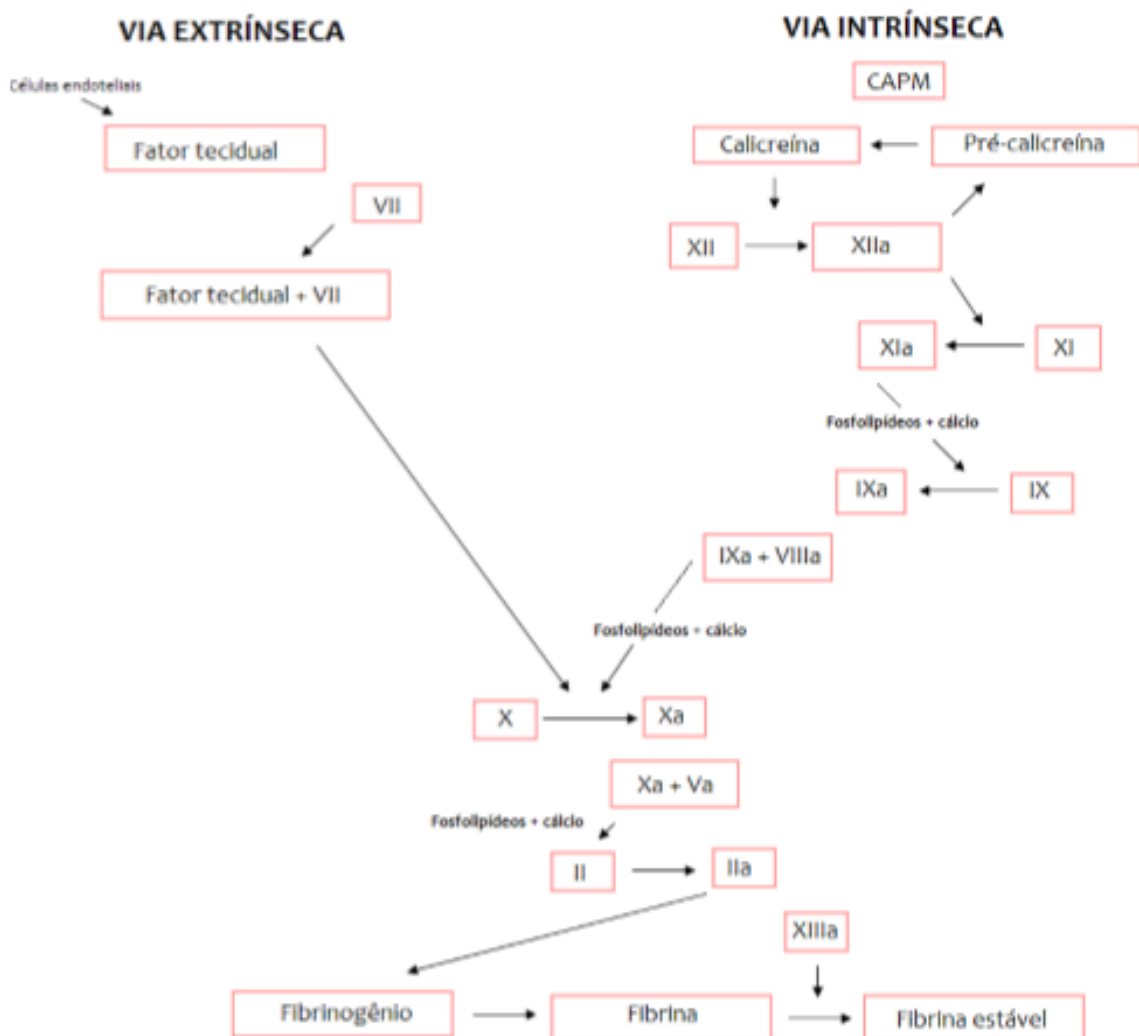 VIA EXTRÍNSECA
VIA INTRÍNSECA
Células endoteliais
Fator tecidual
VII
Fator tecidual + VII
CAPM
Calicreína
Pré-calicreína
XII
XIIa
XIa
XI
Fosfolipídeos + cálcio
IXa
IX
IXa + VIIIa
Fosfolipídeos + cálcio
X
Xa
Xa + Va
Fosfolipídeos + cálcio
II
IIa
XIIIa
Fibrinogênio
Fibrina
Fibrina estável